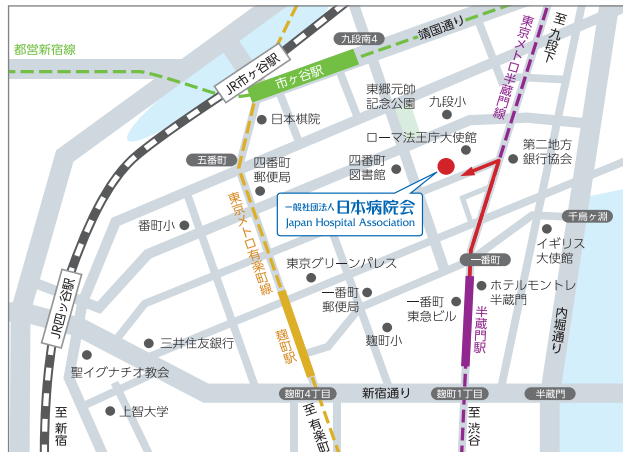 都営新宿線
JR市ヶ谷駅
市ヶ谷駅
九段南4
靖国通り
東京メトロ半蔵門線
至 九段下
日本棋院
東郷元帥
記念公園
九段小
ローマ法王庁大使館
第二地方
銀行協会
五番町
四番町
郵便局
四番町
図書館
一般社団法人 日本病院会
Japan Hospital Association
千鳥ヶ淵
番町小
東京メトロ有楽町線
イギリス
大使館
東京グリーンパレス
一番町
ホテルモントレ
半蔵門
一番町
郵便局
一番町
東急ビル
JR四ッ谷駅
三井住友銀行
麹町駅
麹町小
半蔵門駅
内堀通り
聖イグナチオ教会
麹町4丁目
新宿通り
麹町1丁目
半蔵門
至 新宿
上智大学
至 有楽町
至 渋谷